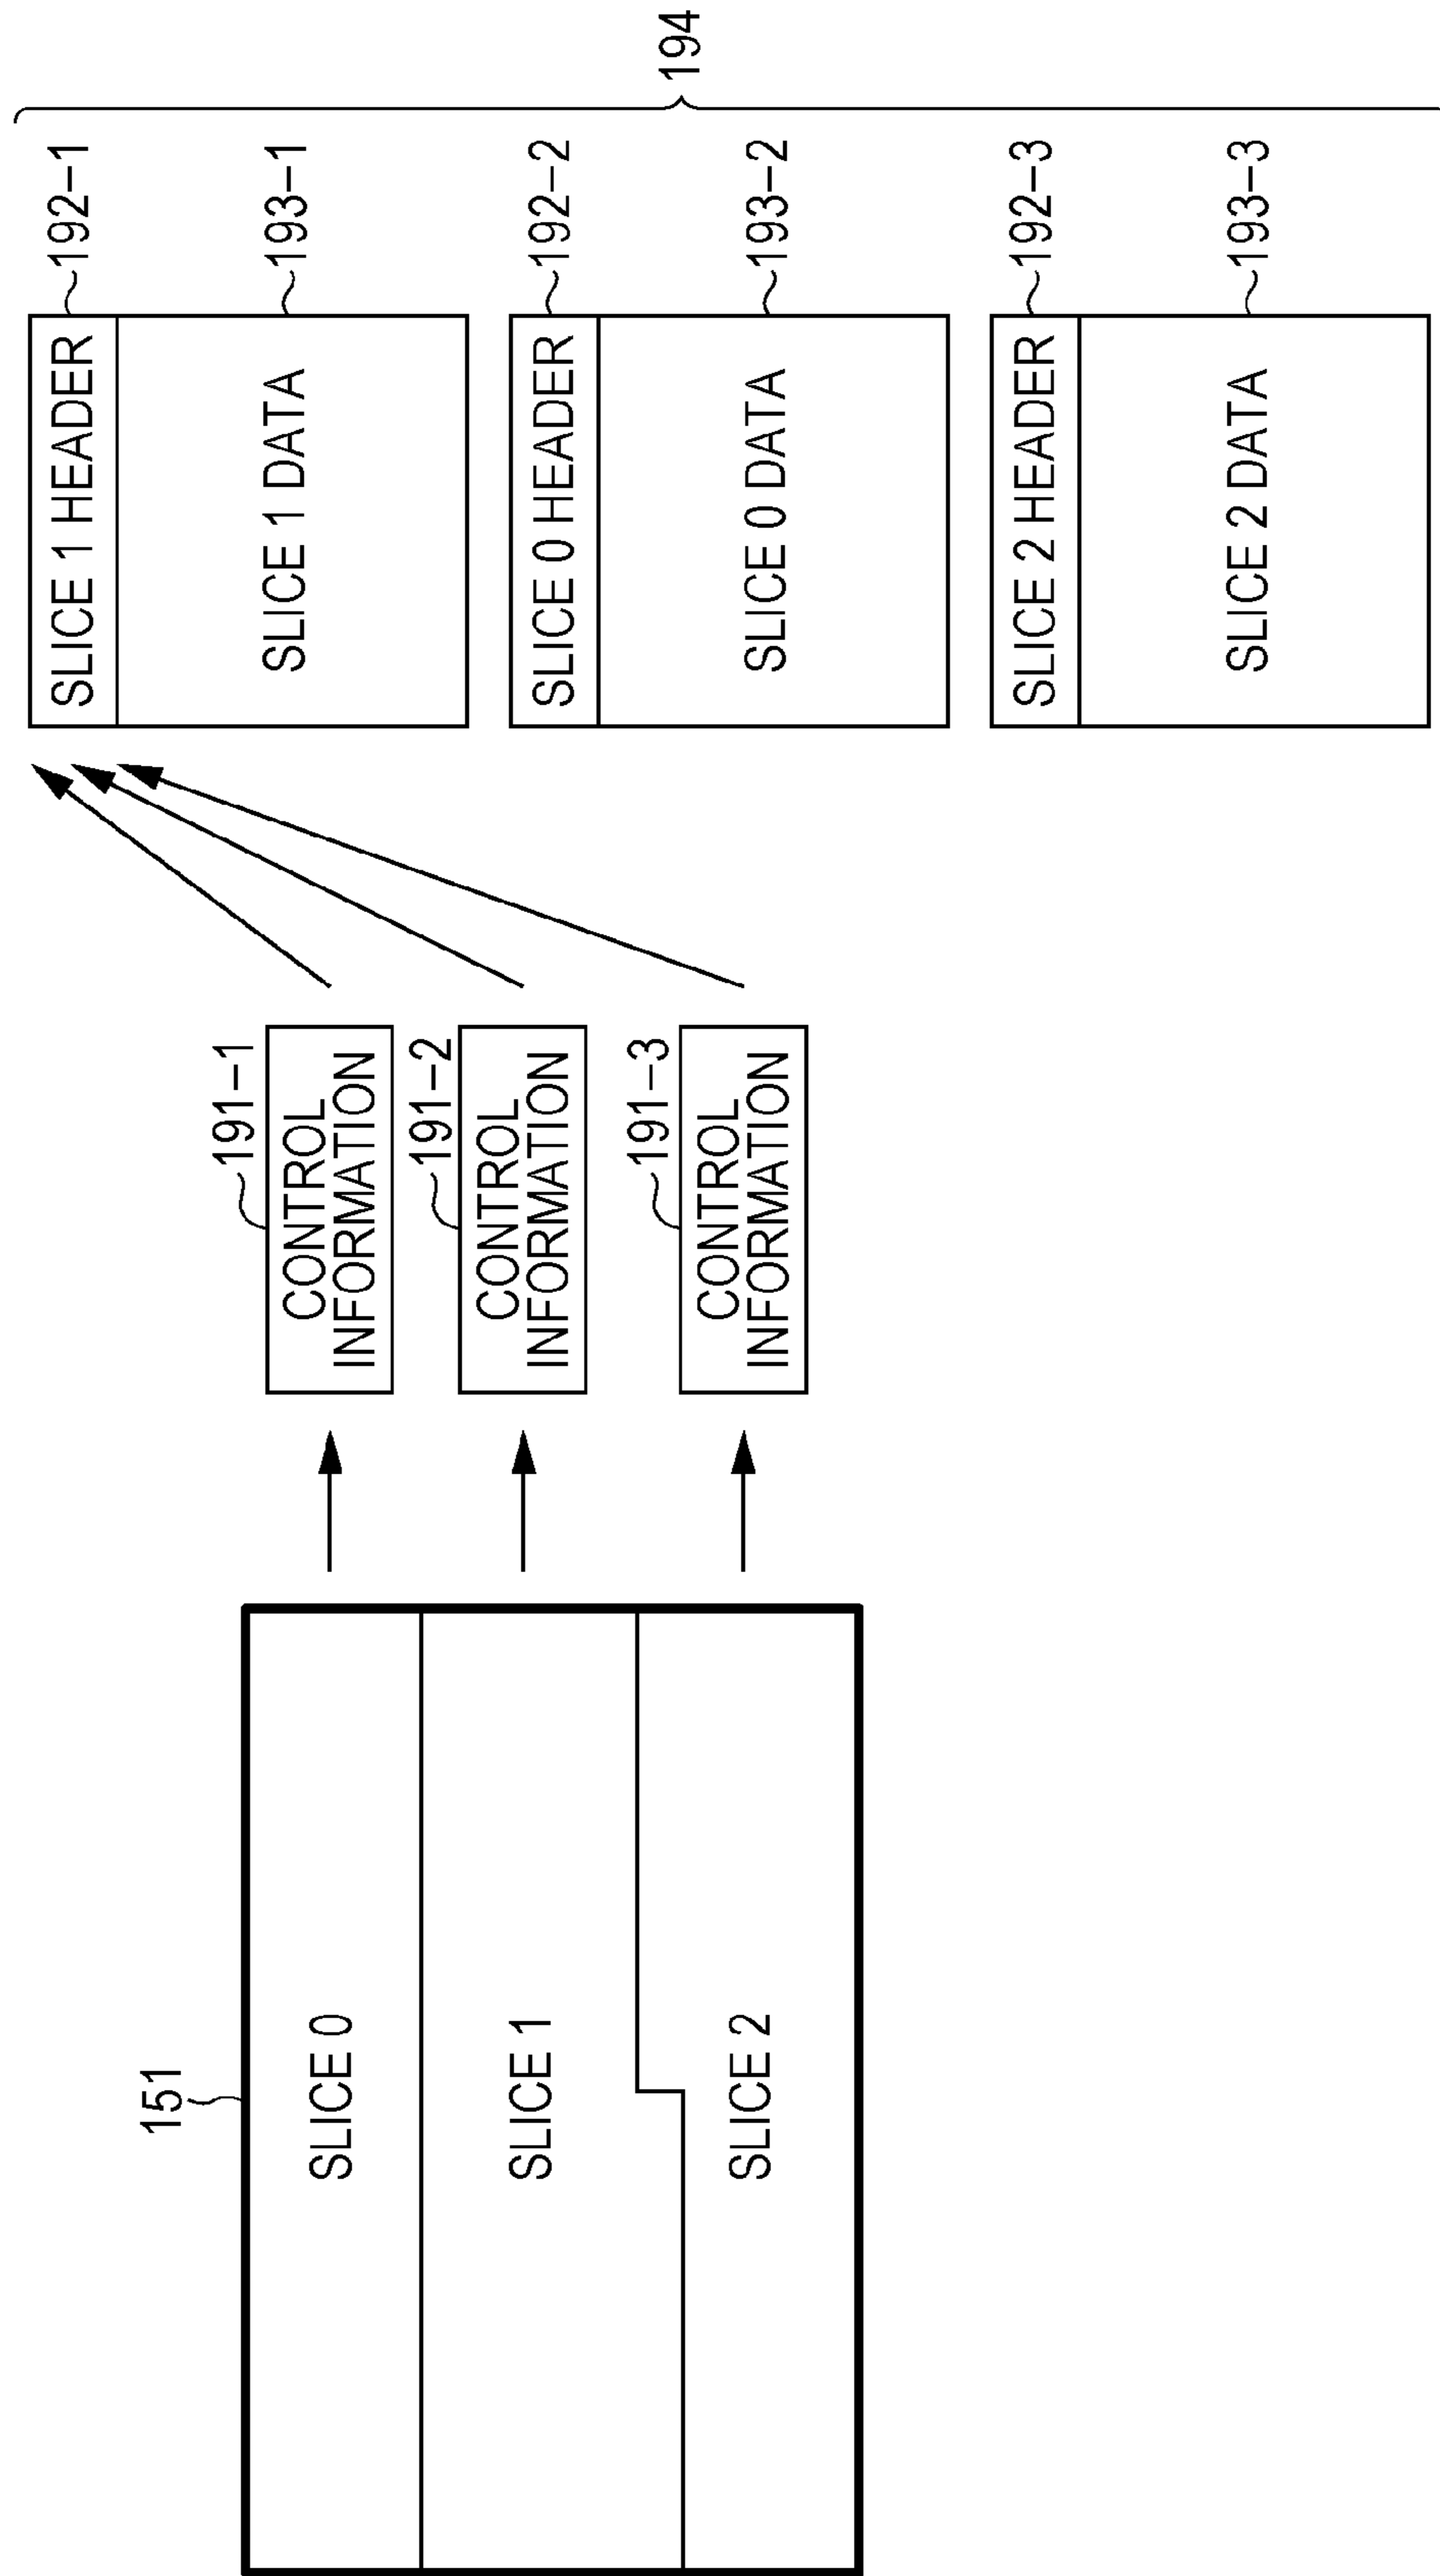 151
SLICE 0
SLICE 1
SLICE 2
191–1
CONTROL
INFORMATION
191–2
CONTROL
INFORMATION
191–3
CONTROL
INFORMATION
SLICE 1 HEADER
192–1
SLICE 1 DATA
193–1
SLICE 0 HEADER
192–2
SLICE 0 DATA
193–2
SLICE 2 HEADER
192–3
SLICE 2 DATA
193–3
194